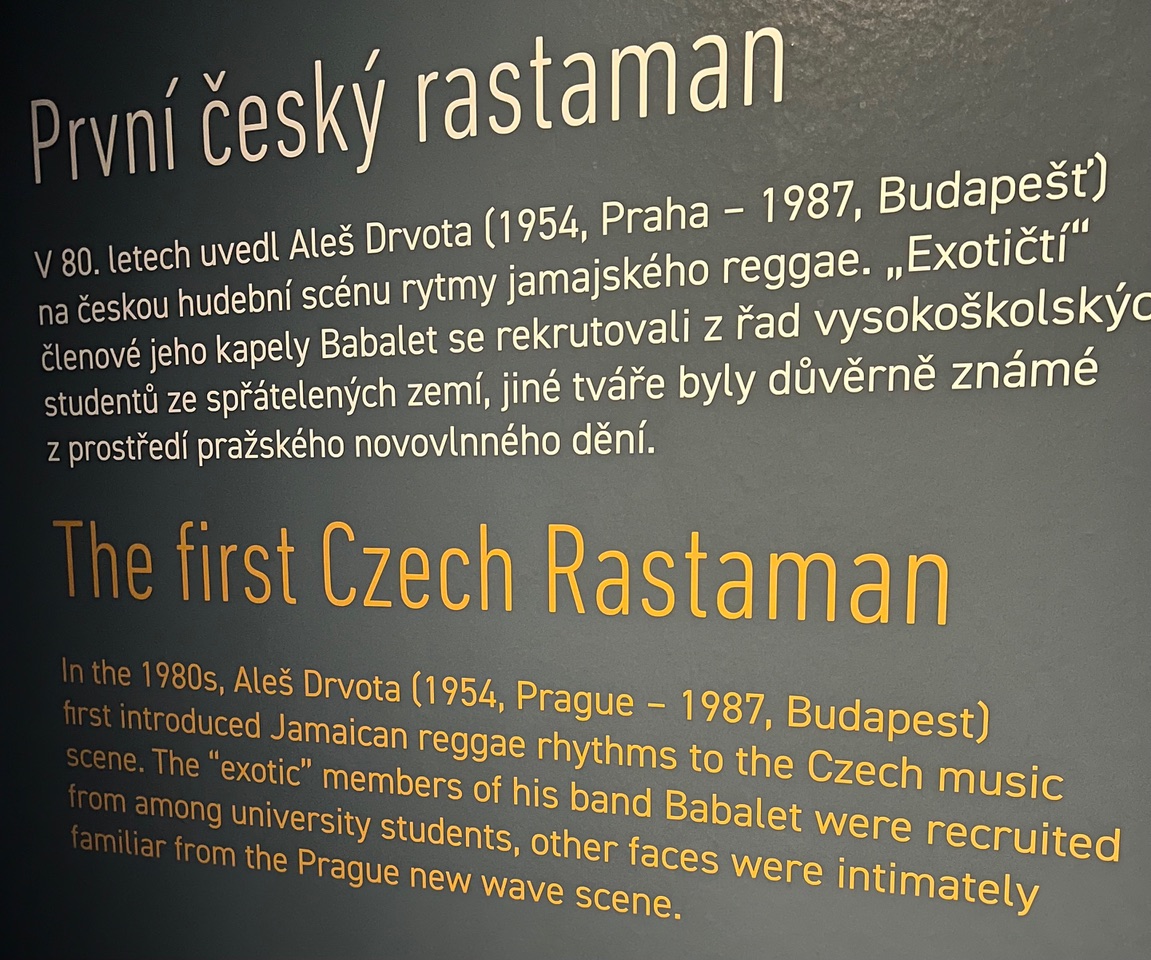 První český rastaman
V 80. letech uvedl Aleš Drvota (1954, Praha – 1987, Budapešť)
na českou hudební scénu rytmy jamajského reggae. „Exotičtí“
členové jeho kapely Babalet se rekrutovali z řad vysokoškolskýc
studentů ze spřátelených zemí, jiné tváře byly důvěrně známé
z prostředí pražského novovlnného dění.
The first Czech Rastaman
In the 1980s, Aleš Drvota (1954, Prague – 1987, Budapest)
first introduced Jamaican reggae rhythms to the Czech music
scene. The “exotic” members of his band Babalet were recruited
from among university students, other faces were intimately
familiar from the Prague new wave scene.